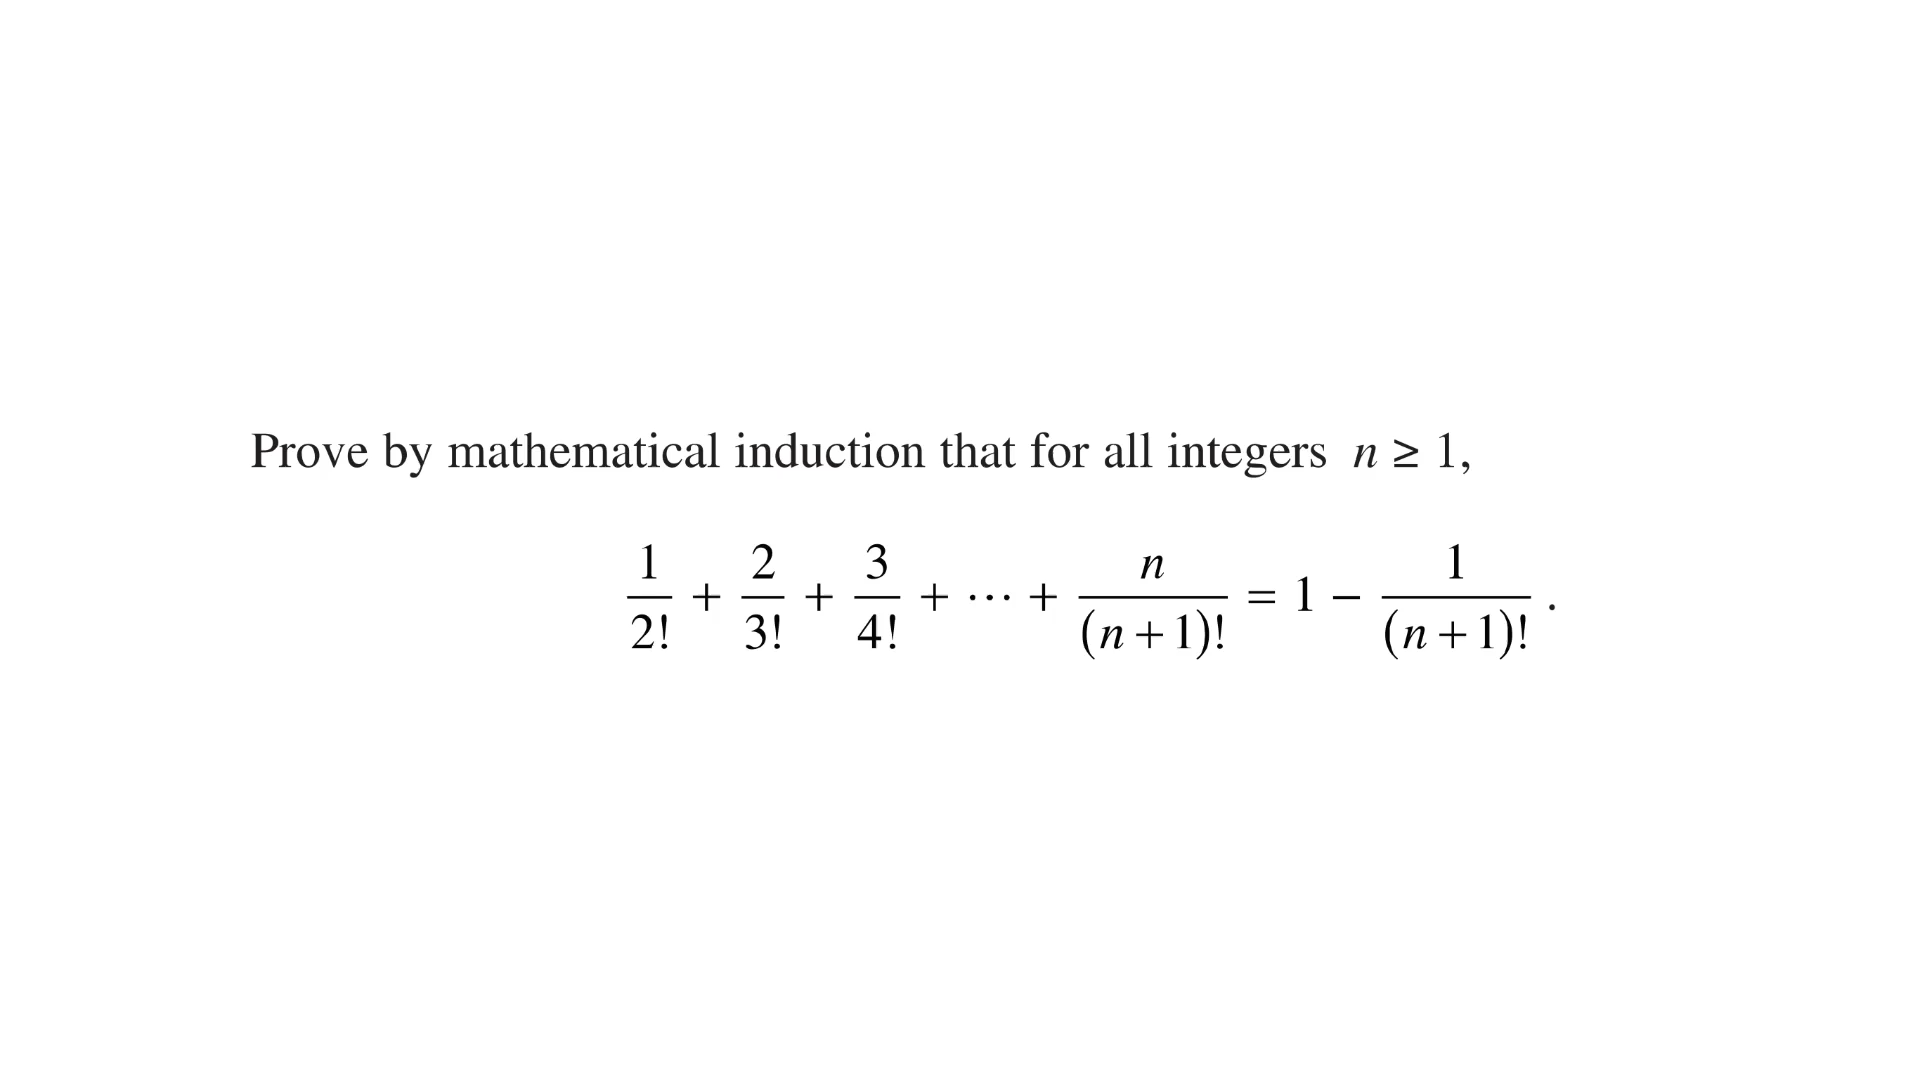 Prove by mathematical induction that for all integers n ≥ 1,
1/2! + 2/3! + 3/4! + ⋯ + n/(n+1)! = 1 − 1/(n+1)! .